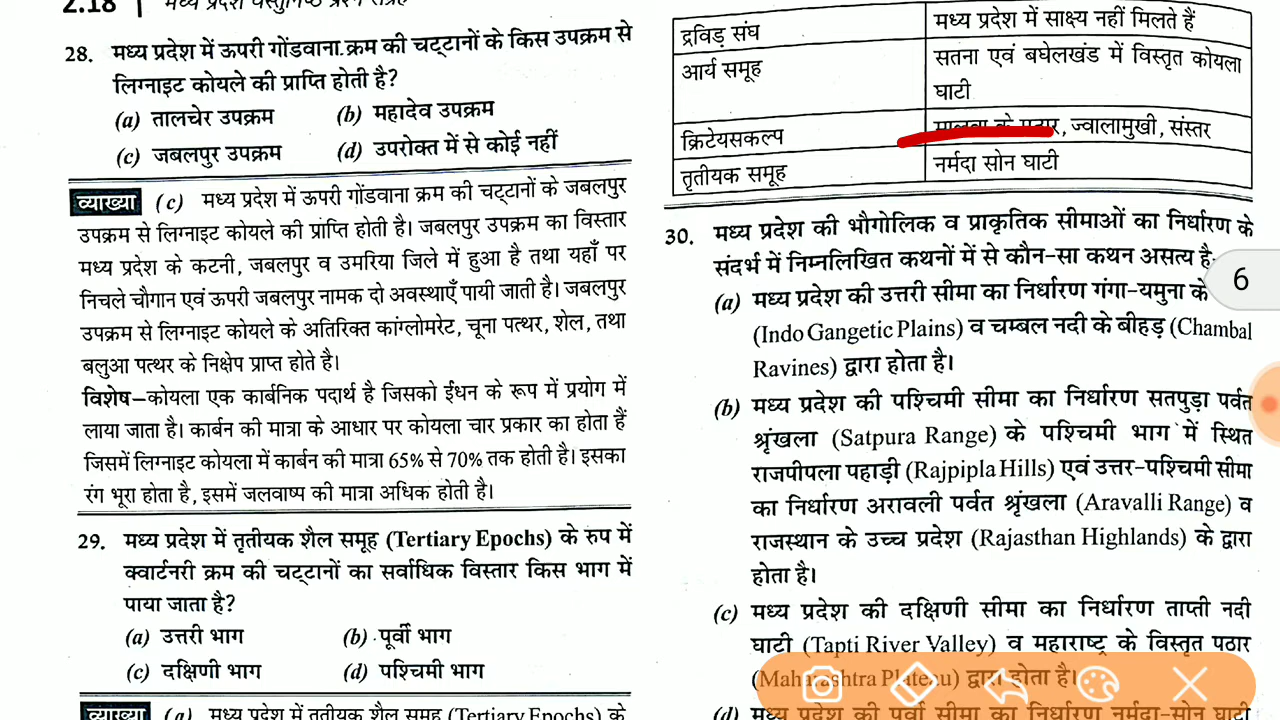 2.18 | मध्य प्रदेश वस्तुनिष्ठ प्रश्न संग्रह
28. मध्य प्रदेश में ऊपरी गोंडवाना.क्रम की चट्टानों के किस उपक्रम से
लिग्नाइट कोयले की प्राप्ति होती है?
(a) तालचेर उपक्रम (b) महादेव उपक्रम
(c) जबलपुर उपक्रम (d) उपरोक्त में से कोई नहीं
व्याख्या (c) मध्य प्रदेश में ऊपरी गोंडवाना क्रम की चट्टानों के जबलपुर
उपक्रम से लिग्नाइट कोयले की प्राप्ति होती है। जबलपुर उपक्रम का विस्तार
मध्य प्रदेश के कटनी, जबलपुर व उमरिया जिले में हुआ है तथा यहाँ पर
निचले चौगान एवं ऊपरी जबलपुर नामक दो अवस्थाएँ पायी जाती है। जबलपुर
उपक्रम से लिग्नाइट कोयले के अतिरिक्त कांग्लोमरेट, चूना पत्थर, शेल, तथा
बलुआ पत्थर के निक्षेप प्राप्त होते है।
विशेष–कोयला एक कार्बनिक पदार्थ है जिसको ईंधन के रूप में प्रयोग में
लाया जाता है। कार्बन की मात्रा के आधार पर कोयला चार प्रकार का होता हैं
जिसमें लिग्नाइट कोयला में कार्बन की मात्रा 65% से 70% तक होती है। इसका
रंग भूरा होता है, इसमें जलवाष्प की मात्रा अधिक होती है।
29. मध्य प्रदेश में तृतीयक शैल समूह (Tertiary Epochs) के रुप में
क्वार्टनरी क्रम की चट्टानों का सर्वाधिक विस्तार किस भाग में
पाया जाता है?
(a) उत्तरी भाग (b) पूर्वी भाग
(c) दक्षिणी भाग (d) पश्चिमी भाग
व्याख्या (a) मध्य प्रदेश में तृतीयक शैल समूह (Tertiary Epochs) के
द्रविड़ संघ मध्य प्रदेश में साक्ष्य नहीं मिलते हैं
आर्य समूह सतना एवं बघेलखंड में विस्तृत कोयला
घाटी
क्रिटेयसकल्प मालवा के पठार, ज्वालामुखी, संस्तर
तृतीयक समूह नर्मदा सोन घाटी
30. मध्य प्रदेश की भौगोलिक व प्राकृतिक सीमाओं का निर्धारण के
संदर्भ में निम्नलिखित कथनों में से कौन-सा कथन असत्य है-
6
(a) मध्य प्रदेश की उत्तरी सीमा का निर्धारण गंगा-यमुना के
(Indo Gangetic Plains) व चम्बल नदी के बीहड़ (Chambal
Ravines) द्वारा होता है।
(b) मध्य प्रदेश की पश्चिमी सीमा का निर्धारण सतपुड़ा पर्वत
श्रृंखला (Satpura Range) के पश्चिमी भाग में स्थित
राजपीपला पहाड़ी (Rajpipla Hills) एवं उत्तर-पश्चिमी सीमा
का निर्धारण अरावली पर्वत श्रृंखला (Aravalli Range) व
राजस्थान के उच्च प्रदेश (Rajasthan Highlands) के द्वारा
होता है।
(c) मध्य प्रदेश की दक्षिणी सीमा का निर्धारण ताप्ती नदी
घाटी (Tapti River Valley) व महाराष्ट्र के विस्तृत पठार
(Maharashtra Plateau) द्वारा होता है।
(d) मध्य प्रदेश की पूर्वी सीमा का निर्धारण नर्मदा-सोन घाटी